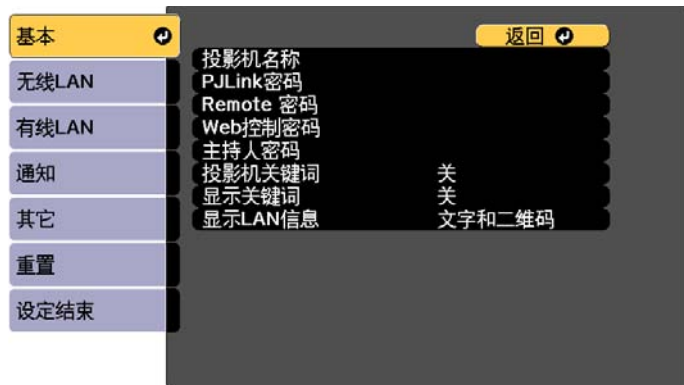 基本
无线LAN
有线LAN
通知
其它
重置
设定结束
返回
投影机名称
PJLink密码
Remote 密码
Web控制密码
主持人密码
投影机关键词 关
显示关键词 关
显示LAN信息 文字和二维码